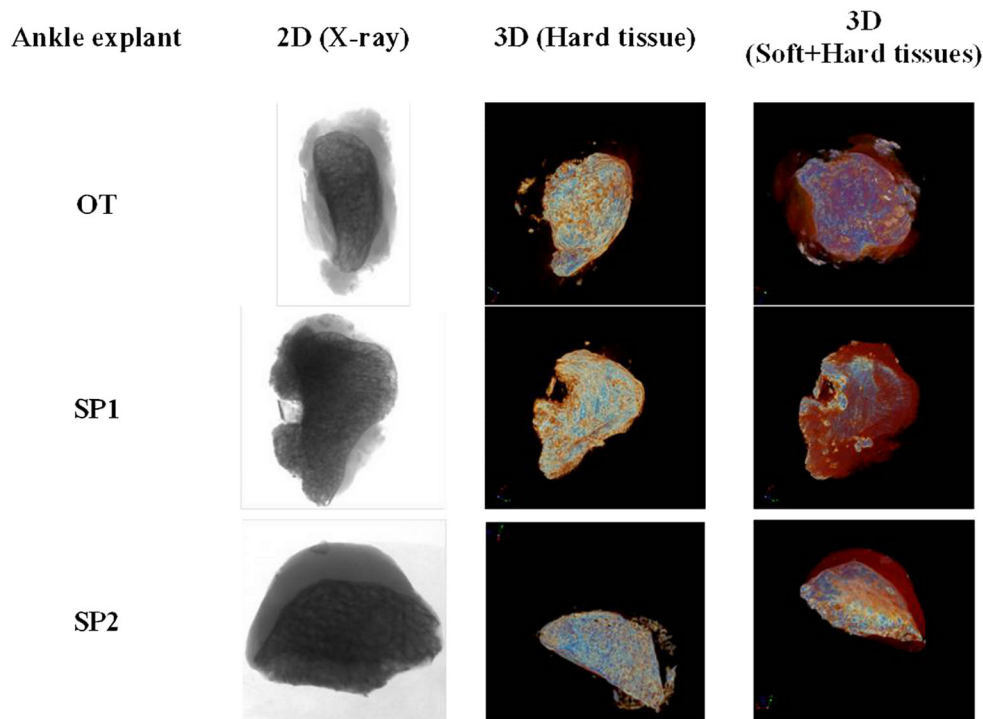 Ankle explant
2D (X-ray)
3D (Hard tissue)
3D
(Soft+Hard tissues)
OT
SP1
SP2